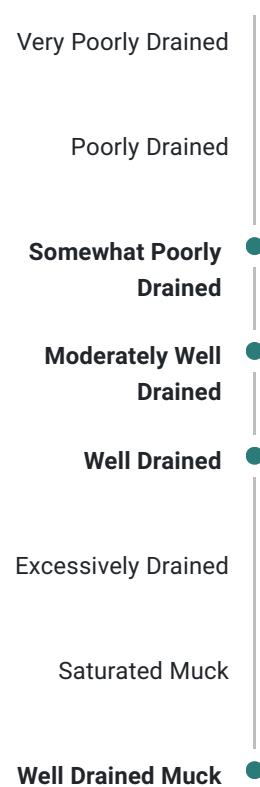 Very Poorly Drained
Poorly Drained
Somewhat Poorly
Drained
Moderately Well
Drained
Well Drained
Excessively Drained
Saturated Muck
Well Drained Muck